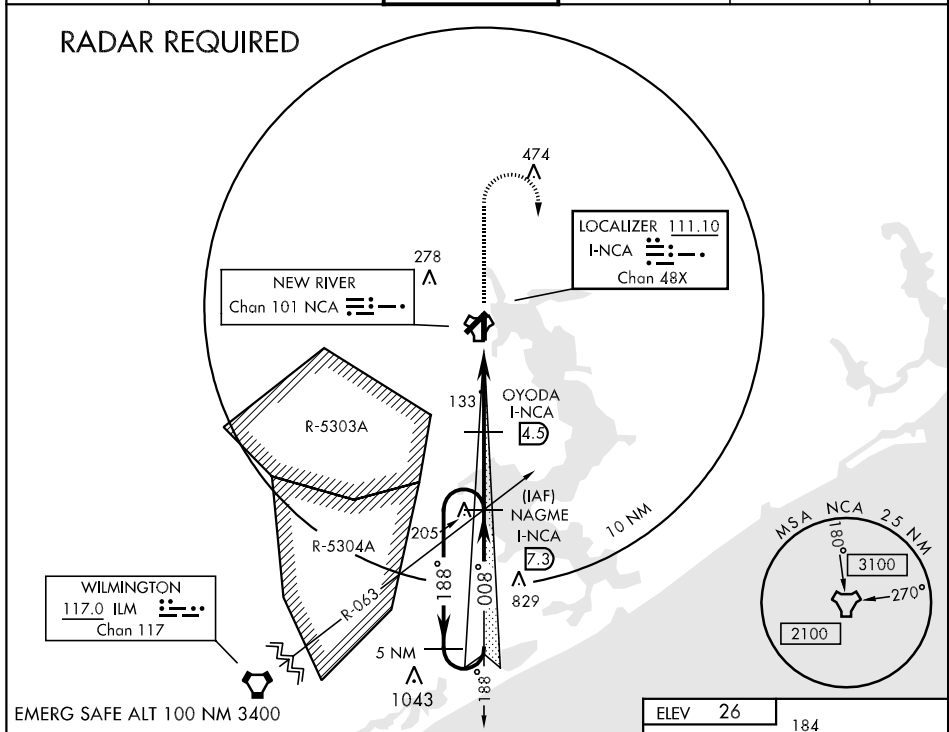 RADAR REQUIRED
474
LOCALIZER 111.10
I-NCA
Chan 48X
278
NEW RIVER
Chan 101 NCA
133
OYODA
I-NCA
4.5
R-5303A
(IAF)
NAGME
I-NCA
7.3
205
10 NM
R-5304A
188°
008°
829
R-063
MSA NCA 25 NM
180°
3100
270°
2100
WILMINGTON
117.0 ILM
Chan 117
5 NM
1043
188°
EMERG SAFE ALT 100 NM 3400
ELEV 26
184